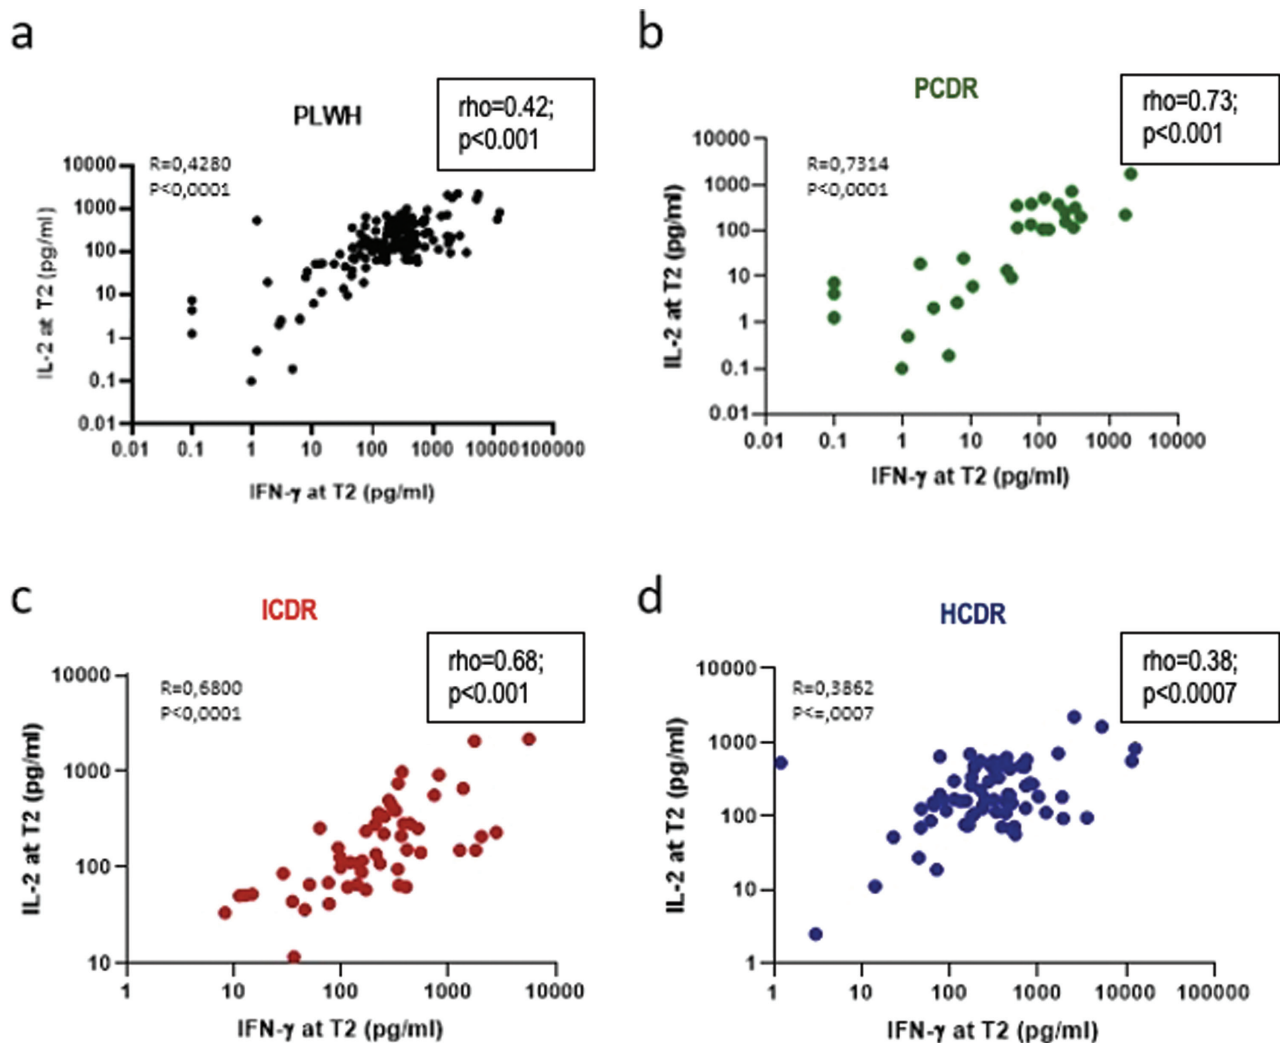 a
PLWH
rho=0.42;
p<0.001
R=0,4280
P<0,0001
10000
1000
100
10
1
0.1
0.01
IL-2 at T2 (pg/ml)
0.01 0.1 1 10 100 1000 10000100000
IFN-γ at T2 (pg/ml)
b
PCDR
rho=0.73;
p<0.001
R=0,7314
P<0,0001
10000
1000
100
10
1
0.1
0.01
IL-2 at T2 (pg/ml)
0.01 0.1 1 10 100 1000 10000
IFN-γ at T2 (pg/ml)
c
ICDR
rho=0.68;
p<0.001
R=0,6800
P<0,0001
10000
1000
100
10
IL-2 at T2 (pg/ml)
1 10 100 1000 10000
IFN-γ at T2 (pg/ml)
d
HCDR
rho=0.38;
p<0.0007
R=0,3862
P<=,0007
10000
1000
100
10
1
IL-2 at T2 (pg/ml)
1 10 100 1000 10000 100000
IFN-γ at T2 (pg/ml)